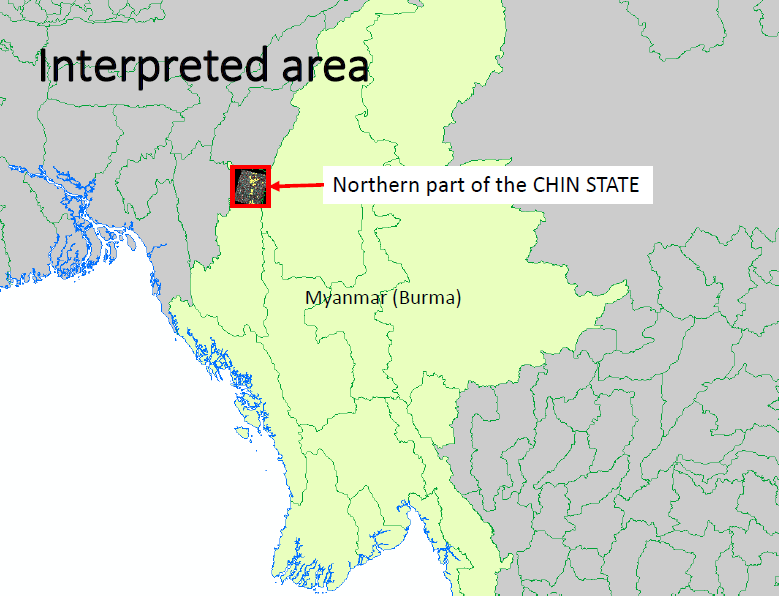 Interpreted area
Northern part of the CHIN STATE
Myanmar (Burma)